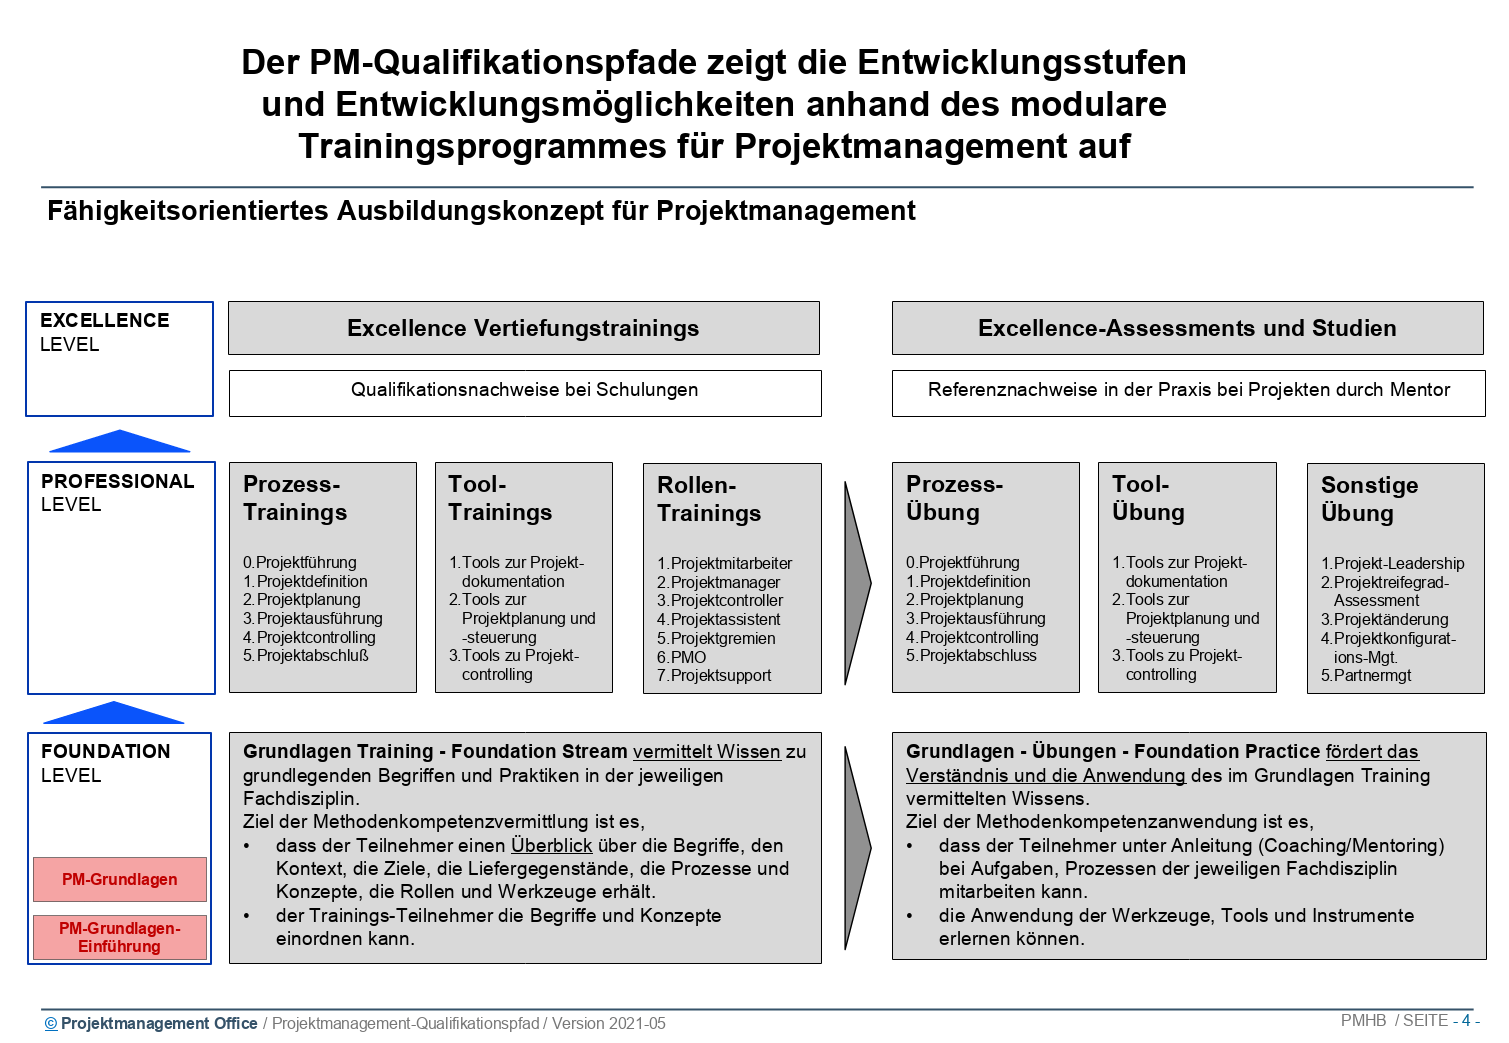 Der PM-Qualifikationspfade zeigt die Entwicklungsstufen
und Entwicklungsmöglichkeiten anhand des modulare
Trainingsprogrammes für Projektmanagement auf
Fähigkeitsorientiertes Ausbildungskonzept für Projektmanagement
EXCELLENCE
LEVEL
Excellence Vertiefungstrainings
Excellence-Assessments und Studien
Qualifikationsnachweise bei Schulungen
Referenznachweise in der Praxis bei Projekten durch Mentor
PROFESSIONAL
LEVEL
Prozess-
Trainings
0.Projektführung
1.Projektdefinition
2.Projektplanung
3.Projektausführung
4.Projektcontrolling
5.Projektabschluß
Tool-
Trainings
1.Tools zur Projekt-
dokumentation
2.Tools zur
Projektplanung und
-steuerung
3.Tools zu Projekt-
controlling
Rollen-
Trainings
1.Projektmitarbeiter
2.Projektmanager
3.Projektcontroller
4.Projektassistent
5.Projektgremien
6.PMO
7.Projektsupport
Prozess-
Übung
0.Projektführung
1.Projektdefinition
2.Projektplanung
3.Projektausführung
4.Projektcontrolling
5.Projektabschluss
Tool-
Übung
1.Tools zur Projekt-
dokumentation
2.Tools zur
Projektplanung und
-steuerung
3.Tools zu Projekt-
controlling
Sonstige
Übung
1.Projekt-Leadership
2.Projektreifegrad-
Assessment
3.Projektänderung
4.Projektkonfigurat-
ions-Mgt.
5.Partnermgt
FOUNDATION
LEVEL
PM-Grundlagen
PM-Grundlagen-
Einführung
Grundlagen Training - Foundation Stream vermittelt Wissen zu
grundlegenden Begriffen und Praktiken in der jeweiligen
Fachdisziplin.
Ziel der Methodenkompetenzvermittlung ist es,
• dass der Teilnehmer einen Überblick über die Begriffe, den
Kontext, die Ziele, die Liefergegenstände, die Prozesse und
Konzepte, die Rollen und Werkzeuge erhält.
• der Trainings-Teilnehmer die Begriffe und Konzepte
einordnen kann.
Grundlagen - Übungen - Foundation Practice fördert das
Verständnis und die Anwendung des im Grundlagen Training
vermittelten Wissens.
Ziel der Methodenkompetenzanwendung ist es,
• dass der Teilnehmer unter Anleitung (Coaching/Mentoring)
bei Aufgaben, Prozessen der jeweiligen Fachdisziplin
mitarbeiten kann.
• die Anwendung der Werkzeuge, Tools und Instrumente
erlernen können.
© Projektmanagement Office / Projektmanagement-Qualifikationspfad / Version 2021-05
PMHB / SEITE - 4 -